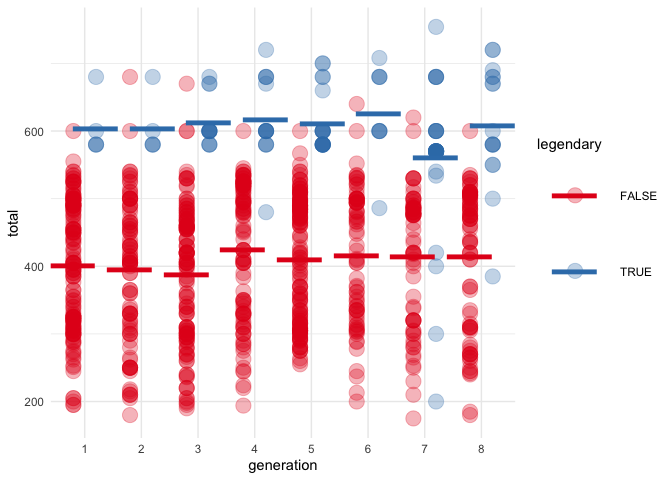 600
400
200
total
1 2 3 4 5 6 7 8
generation
legendary
FALSE
TRUE